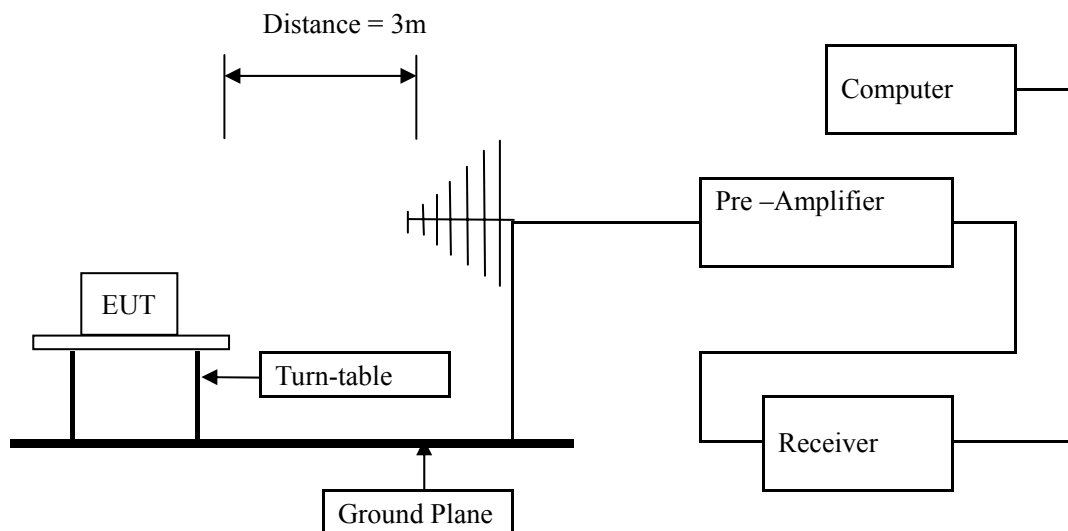 Distance = 3m
Computer
Pre –Amplifier
EUT
Turn-table
Receiver
Ground Plane